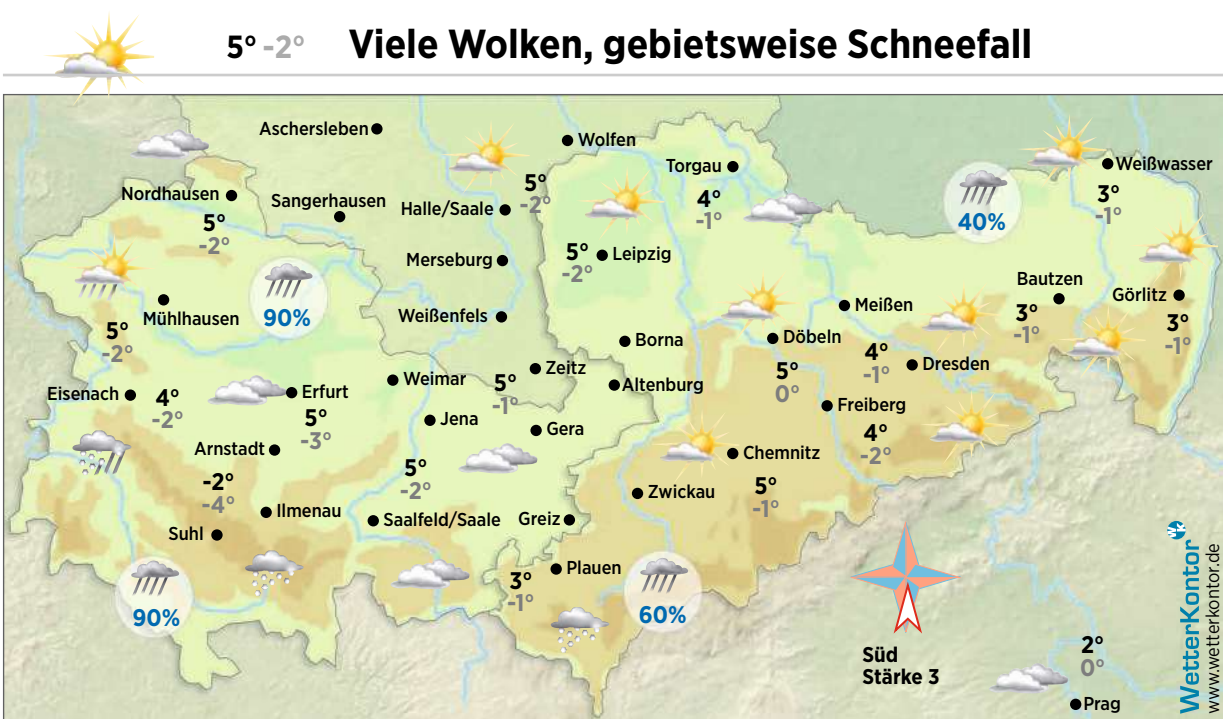 5° -2° Viele Wolken, gebietsweise Schneefall
Aschersleben
Wolfen
Torgau
4°
-1°
Weißwasser
3°
-1°
40%
Nordhausen
5°
-2°
Sangerhausen
Halle/Saale
5°
-2°
Merseburg
5°
-2°
Leipzig
90%
Mühlhausen
5°
-2°
Weißenfels
Borna
Meißen
Döbeln
5°
0°
Bautzen
3°
-1°
Görlitz
3°
-1°
4°
-1°
Dresden
Eisenach
4°
-2°
Erfurt
5°
-3°
Weimar
Zeitz
5°
-1°
Altenburg
Jena
Gera
Freiberg
4°
-2°
Arnstadt
-2°
-4°
5°
-2°
Chemnitz
5°
-1°
Zwickau
Ilmenau
Suhl
Saalfeld/Saale
Greiz
Plauen
3°
-1°
90%
60%
Süd
Stärke 3
2°
0°
Prag
WK
WetterKontor
www.wetterkontor.de